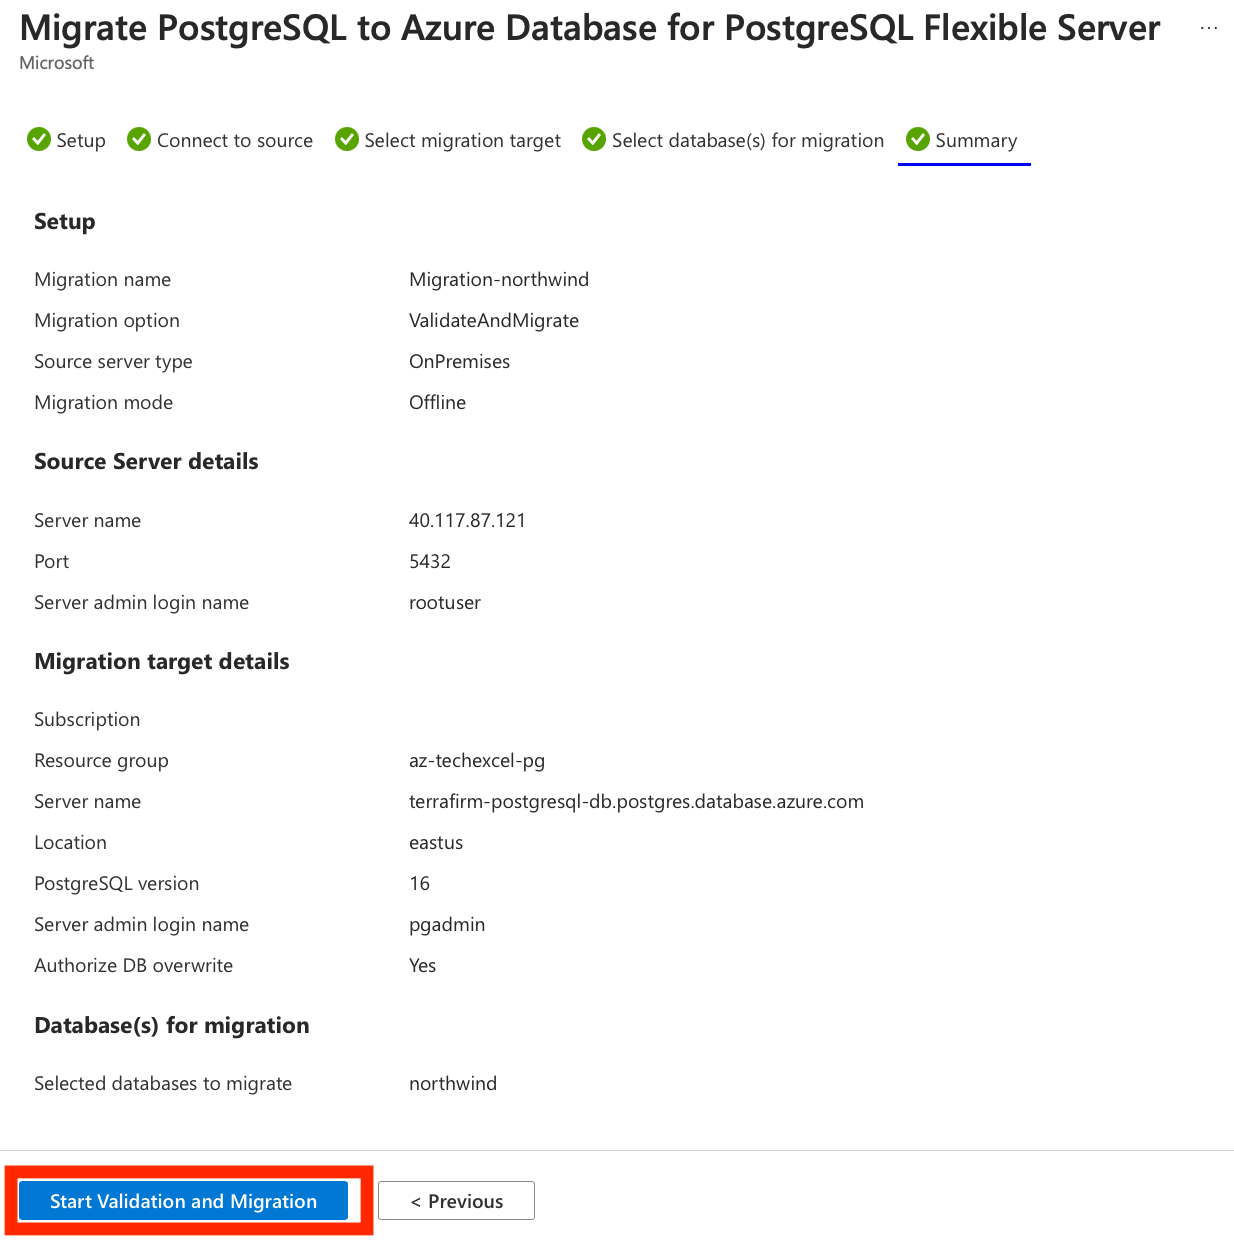 Migrate PostgreSQL to Azure Database for PostgreSQL Flexible Server ...
Microsoft
Setup Connect to source Select migration target Select database(s) for migration Summary
Setup
Migration name Migration-northwind
Migration option ValidateAndMigrate
Source server type OnPremises
Migration mode Offline
Source Server details
Server name 40.117.87.121
Port 5432
Server admin login name rootuser
Migration target details
Subscription
Resource group az-techexcel-pg
Server name terrafirm-postgresql-db.postgres.database.azure.com
Location eastus
PostgreSQL version 16
Server admin login name pgadmin
Authorize DB overwrite Yes
Database(s) for migration
Selected databases to migrate northwind
Start Validation and Migration < Previous